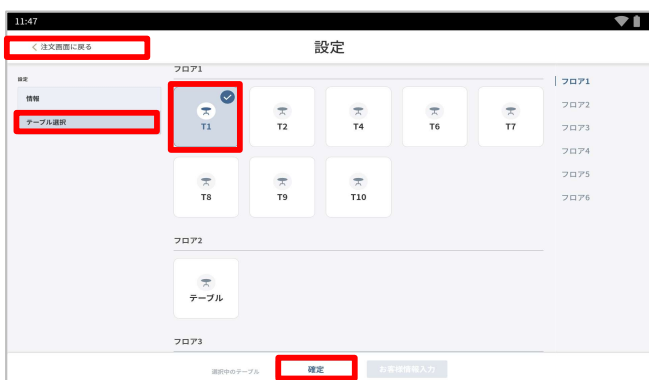 11:47
注文画面に戻る
設定
設定
情報
テーブル選択
フロア1
T1
T2
T4
T6
T7
T8
T9
T10
フロア2
テーブル
フロア3
フロア1
フロア2
フロア3
フロア4
フロア5
フロア6
選択中のテーブル
確定
お客様情報入力